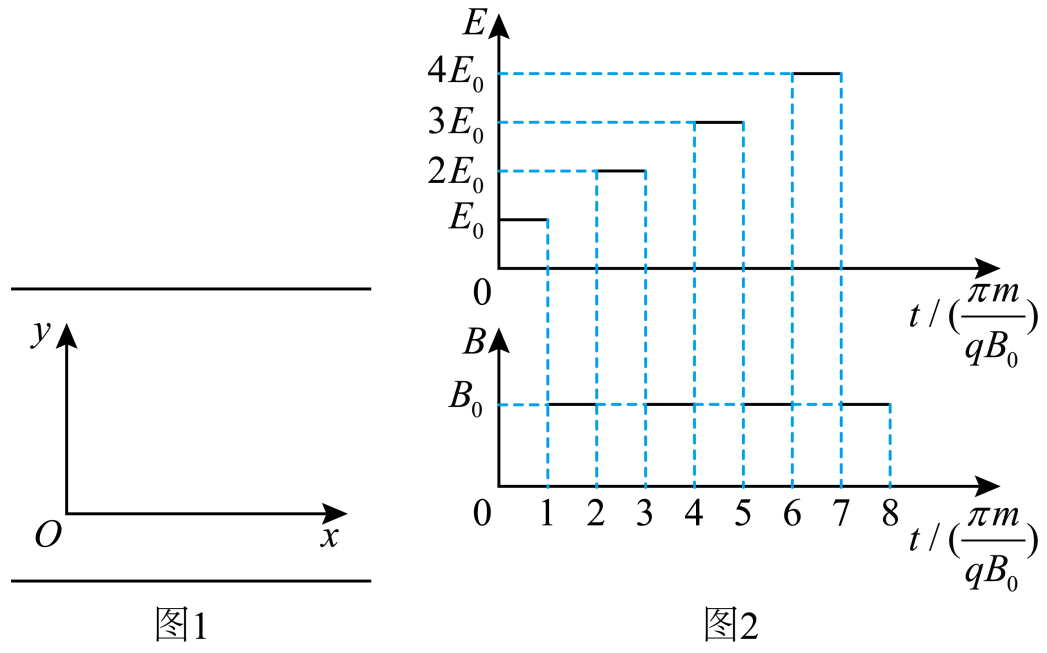 y
O
x
图1
E
4E₀
3E₀
2E₀
E₀
0
t / (πm/qB₀)
B
B₀
0 1 2 3 4 5 6 7 8
t / (πm/qB₀)
图2